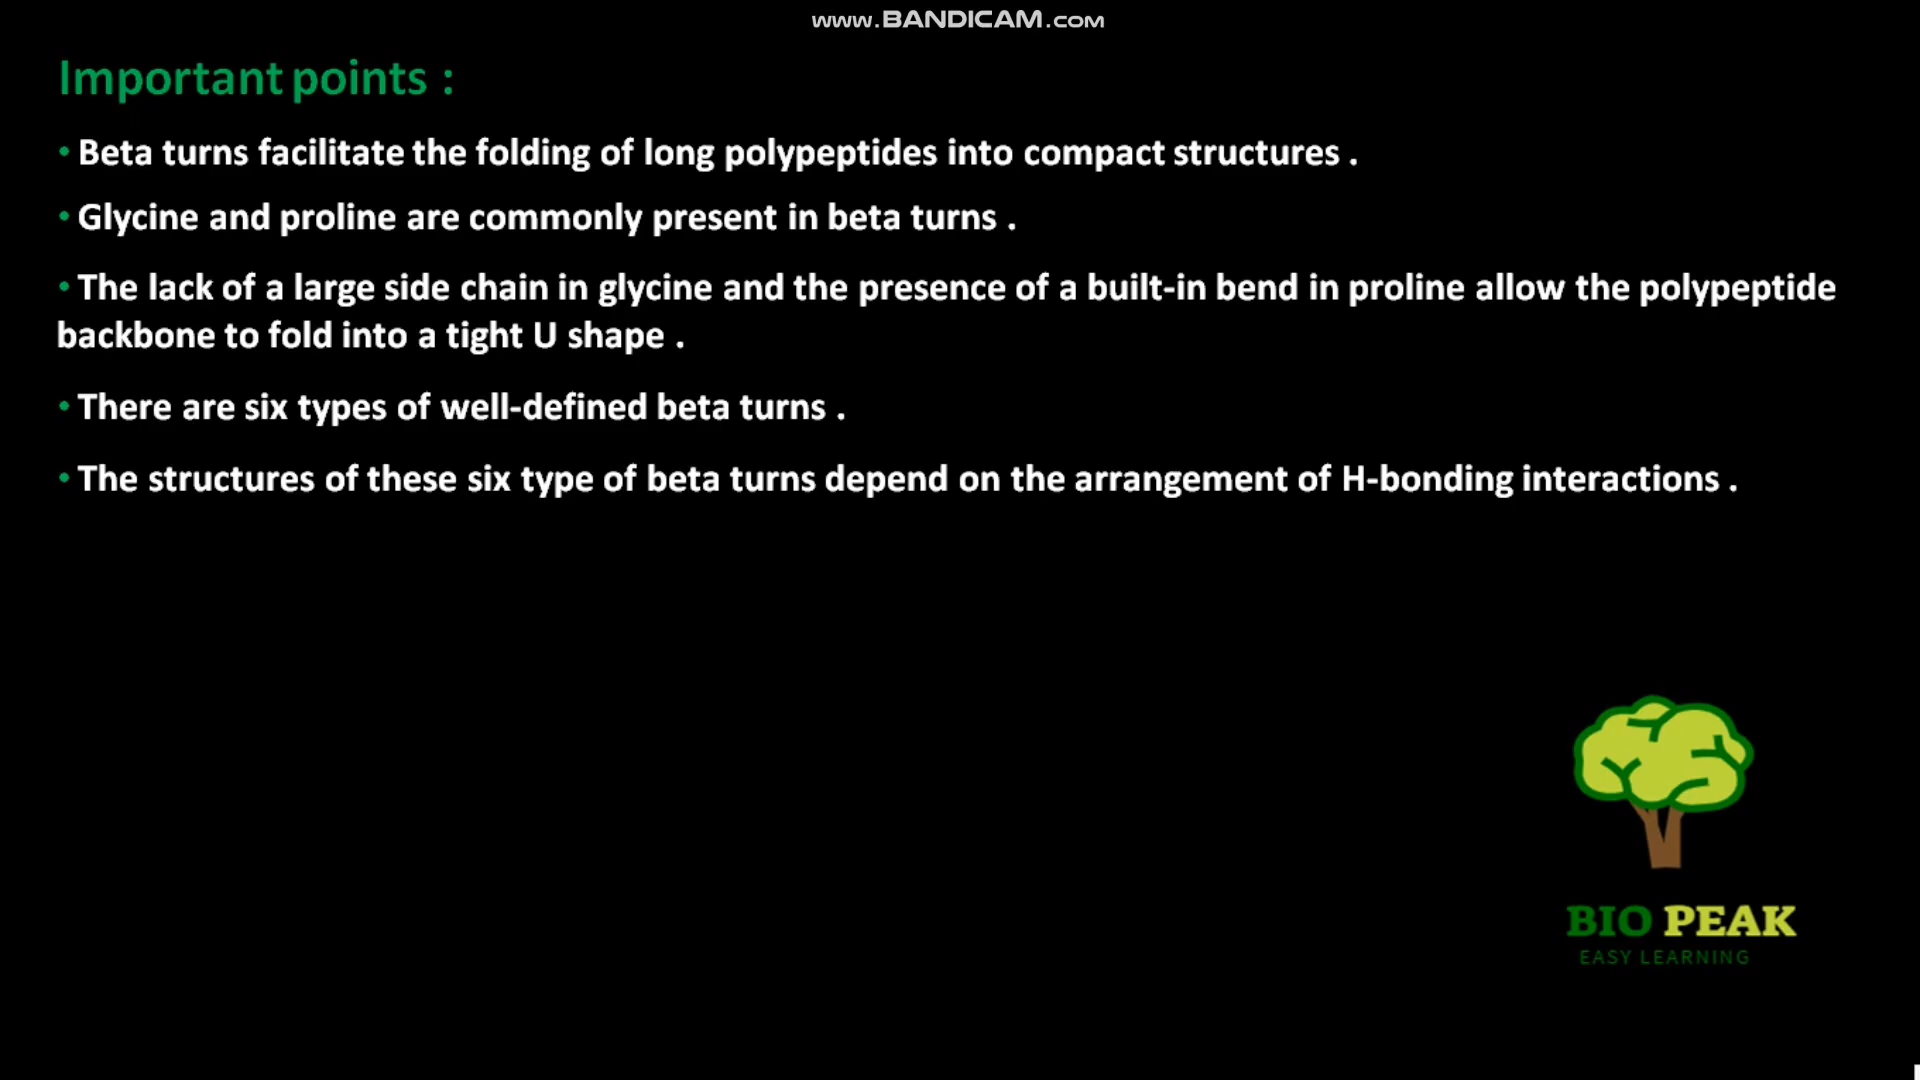 www.BANDICAM.com
Important points :
• Beta turns facilitate the folding of long polypeptides into compact structures .
• Glycine and proline are commonly present in beta turns .
• The lack of a large side chain in glycine and the presence of a built-in bend in proline allow the polypeptide
backbone to fold into a tight U shape .
• There are six types of well-defined beta turns .
• The structures of these six type of beta turns depend on the arrangement of H-bonding interactions .
BIO PEAK
EASY LEARNING